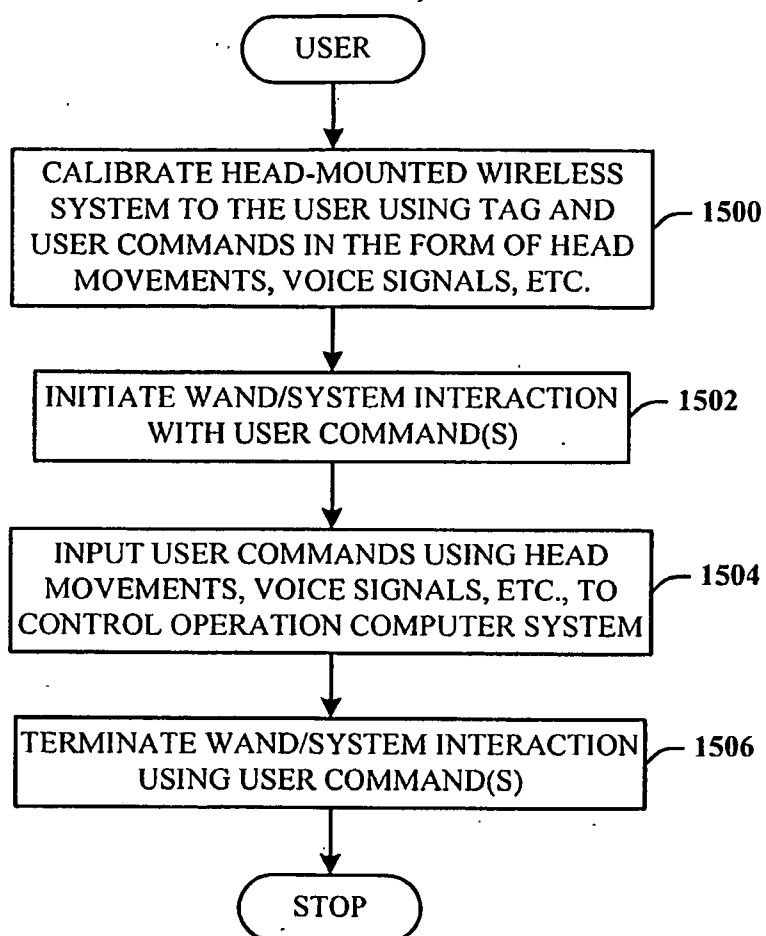 USER
CALIBRATE HEAD-MOUNTED WIRELESS
SYSTEM TO THE USER USING TAG AND
USER COMMANDS IN THE FORM OF HEAD
MOVEMENTS, VOICE SIGNALS, ETC.
1500
INITIATE WAND/SYSTEM INTERACTION
WITH USER COMMAND(S)
1502
INPUT USER COMMANDS USING HEAD
MOVEMENTS, VOICE SIGNALS, ETC., TO
CONTROL OPERATION COMPUTER SYSTEM
1504
TERMINATE WAND/SYSTEM INTERACTION
USING USER COMMAND(S)
1506
STOP